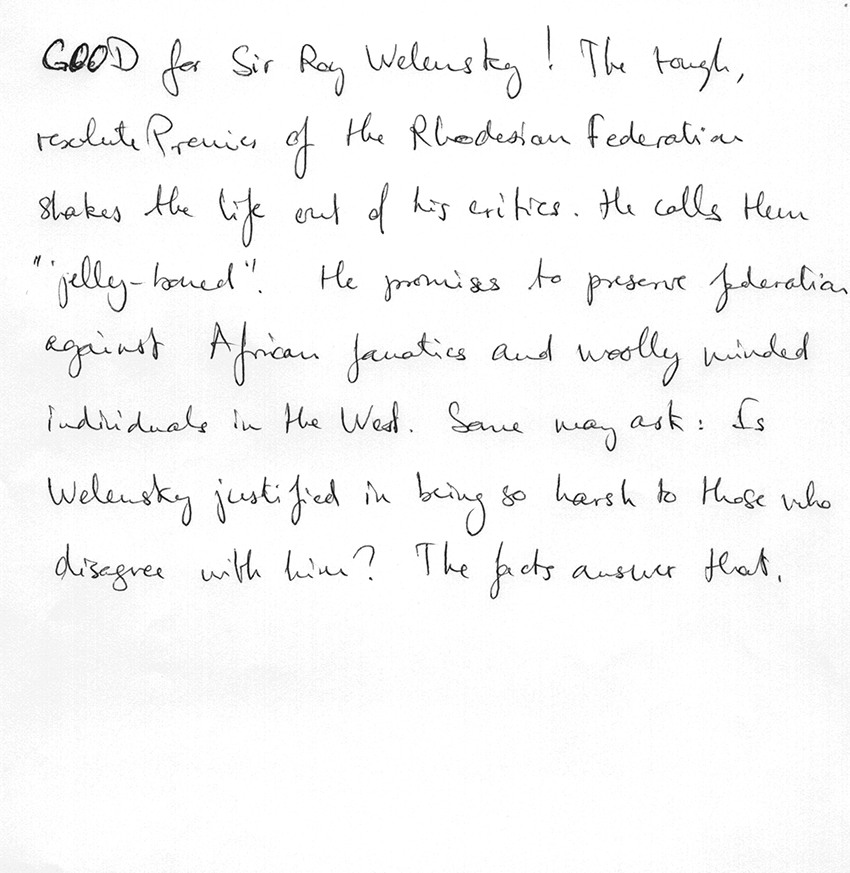 GOOD for Sir Roy Welensky! The tough,
resolute Premier of the Rhodesian Federation
shakes the life out of his critics. He calls them
"jelly-boned". He promises to preserve federation
against African fanatics and woolly minded
individuals in the West. Some may ask: Is
Welensky justified in being so harsh to those who
disagree with him? The facts answer that.